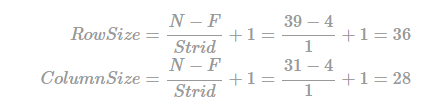 RowSize = (N − F)/Strid + 1 = (39 − 4)/1 + 1 = 36
ColumnSize = (N − F)/Strid + 1 = (31 − 4)/1 + 1 = 28